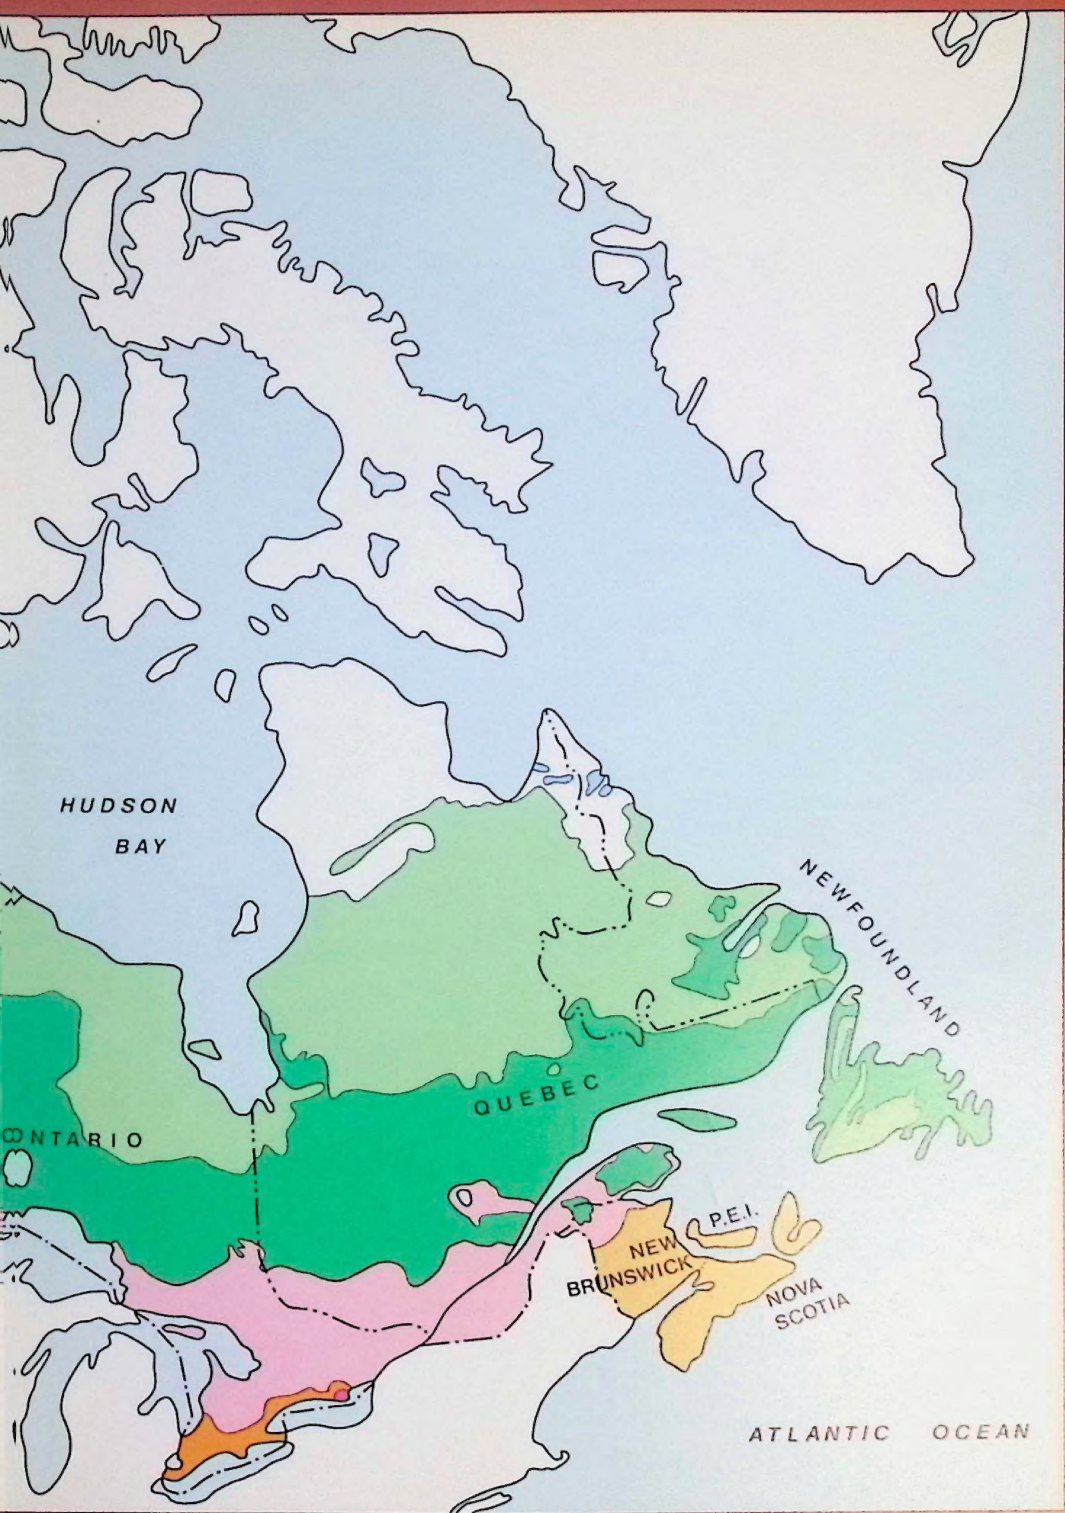 HUDSON
BAY
NEWFOUNDLAND
QUEBEC
ONTARIO
P.E.I.
NEW
BRUNSWICK
NOVA
SCOTIA
ATLANTIC OCEAN